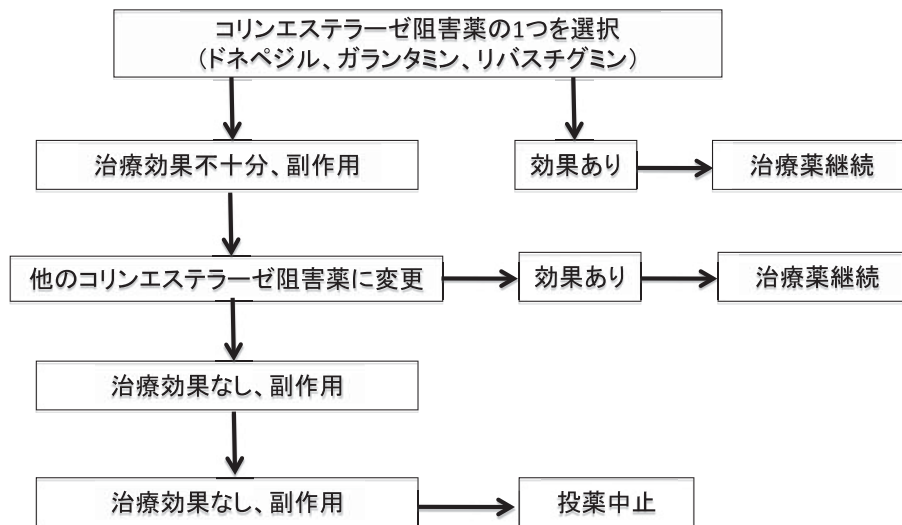 コリンエステラーゼ阻害薬の1つを選択
(ドネペジル、ガランタミン、リバスチグミン)
治療効果不十分、副作用
効果あり
治療薬継続
他のコリンエステラーゼ阻害薬に変更
効果あり
治療薬継続
治療効果なし、副作用
治療効果なし、副作用
投薬中止